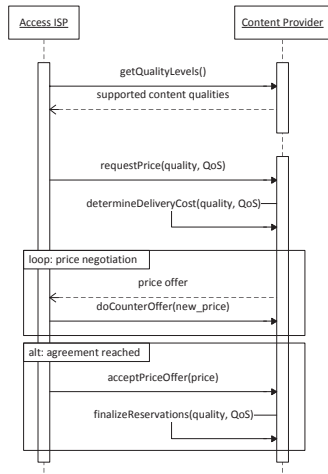 Access ISP
Content Provider
getQualityLevels()
supported content qualities
requestPrice(quality, QoS)
determineDeliveryCost(quality, QoS)
loop: price negotiation
price offer
doCounterOffer(new_price)
alt: agreement reached
acceptPriceOffer(price)
finalizeReservations(quality, QoS)